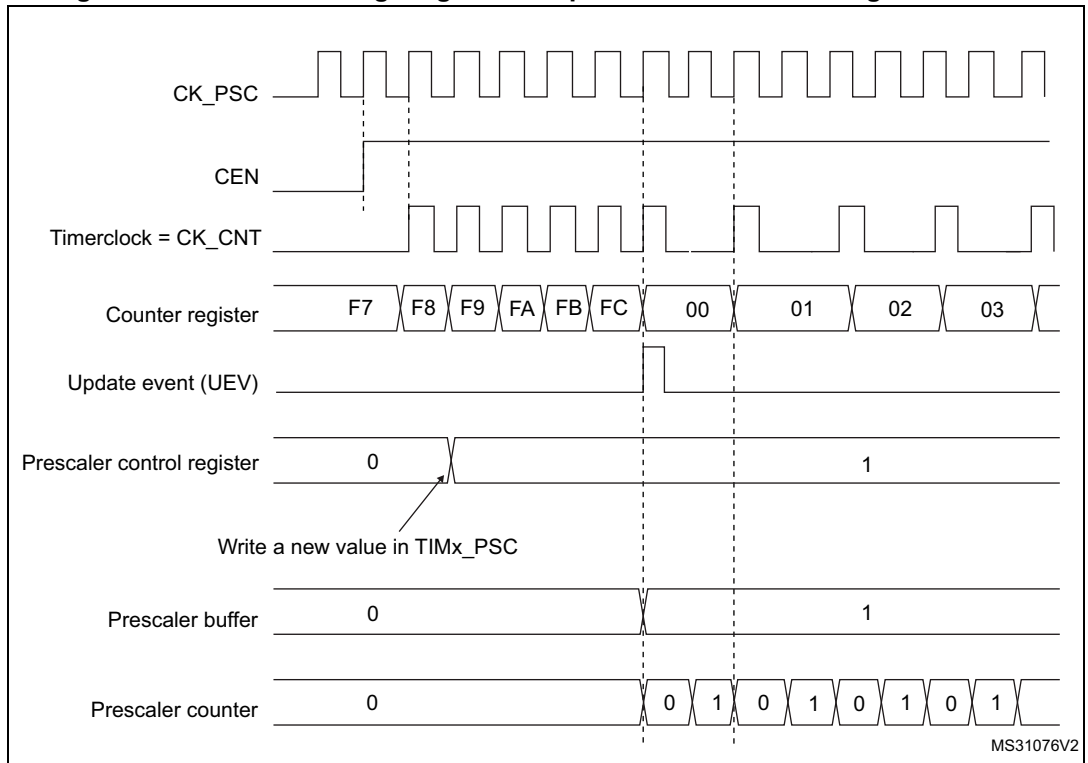 CK_PSC
CEN
Timerclock = CK_CNT
Counter register F7 F8 F9 FA FB FC 00 01 02 03
Update event (UEV)
Prescaler control register 0 1
Write a new value in TIMx_PSC
Prescaler buffer 0 1
Prescaler counter 0 0 1 0 1 0 1 0 1
MS31076V2